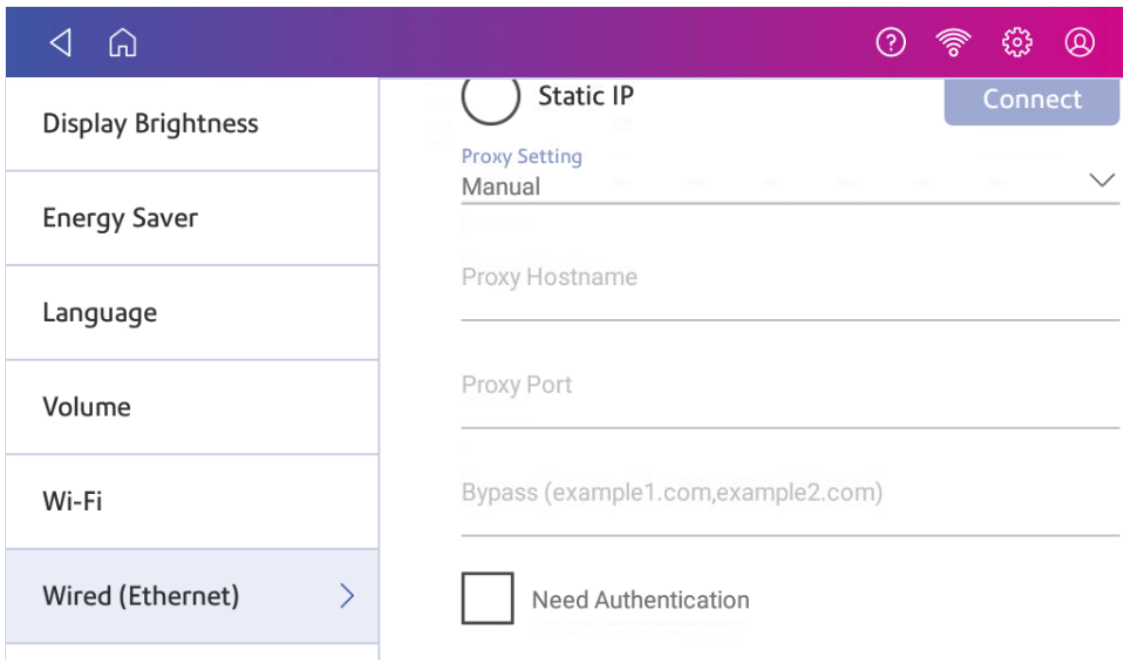 Display Brightness
Energy Saver
Language
Volume
Wi-Fi
Wired (Ethernet)
Static IP
Connect
Proxy Setting
Manual
Proxy Hostname
Proxy Port
Bypass (example1.com,example2.com)
Need Authentication